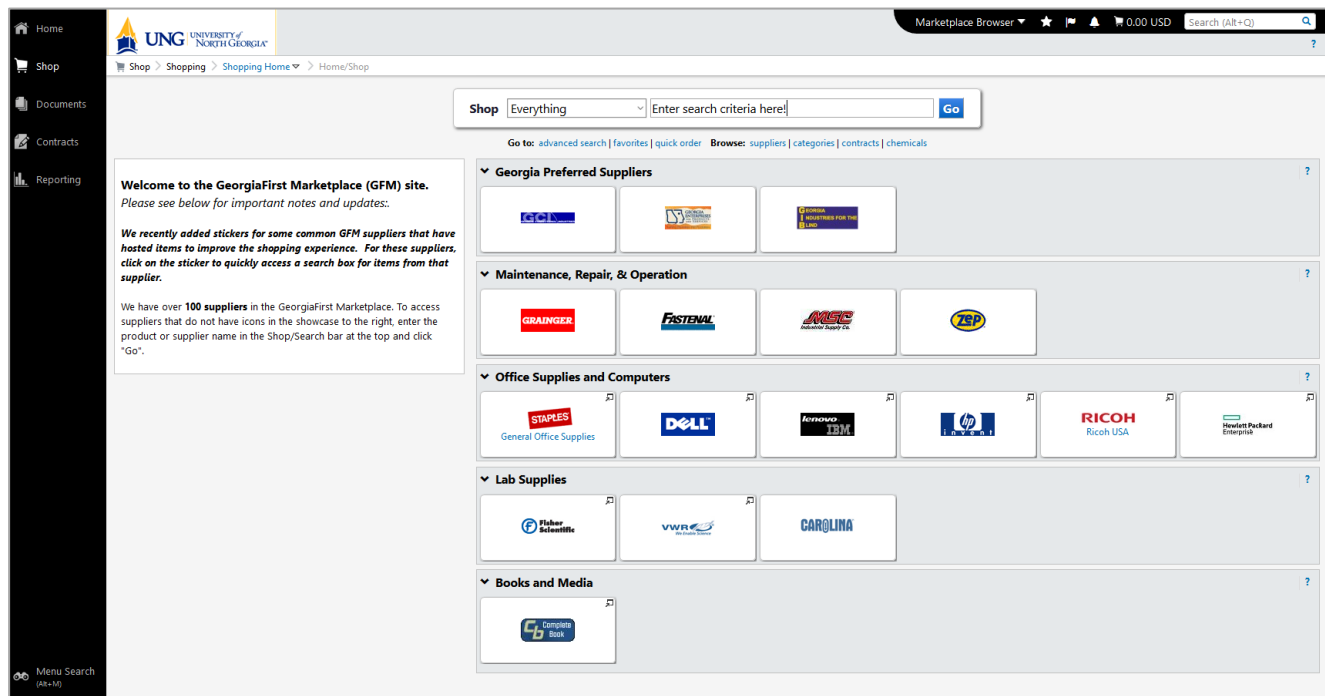 Home
Shop
Documents
Contracts
Reporting
Menu Search
(Alt+M)
UNG UNIVERSITY of
NORTH GEORGIA™
Marketplace Browser 0.00 USD Search (Alt+Q)
?
Shop > Shopping > Shopping Home > Home/Shop
Shop Everything Enter search criteria here! Go
Go to: advanced search | favorites | quick order Browse: suppliers | categories | contracts | chemicals
Welcome to the GeorgiaFirst Marketplace (GFM) site.
Please see below for important notes and updates:.
We recently added stickers for some common GFM suppliers that have
hosted items to improve the shopping experience. For these suppliers,
click on the sticker to quickly access a search box for items from that
supplier.
We have over 100 suppliers in the GeorgiaFirst Marketplace. To access
suppliers that do not have icons in the showcase to the right, enter the
product or supplier name in the Shop/Search bar at the top and click
"Go".
Georgia Preferred Suppliers ?
GCI
GEORGIA
ENTERPRISES
GEORGIA
INDUSTRIES FOR THE
BLIND
Maintenance, Repair, & Operation ?
GRAINGER
FASTENAL
MSC
Industrial Supply Co.
ZEP
Office Supplies and Computers ?
STAPLES
General Office Supplies
DELL™
lenovo
IBM
hp
invent
RICOH
Ricoh USA
Hewlett Packard
Enterprise
Lab Supplies ?
Fisher
Scientific
VWR
We Enable Science
CAROLINA
Books and Media ?
Cb Complete
Book